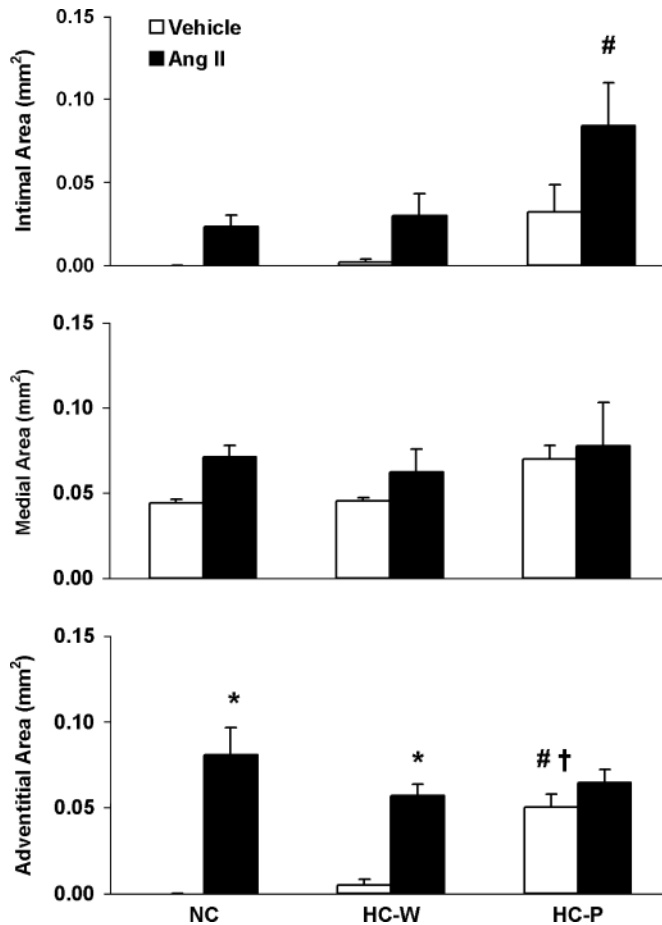 Vehicle
Ang II
Intimal Area (mm²)
0.15
0.10
0.05
0.00
#
Medial Area (mm²)
0.15
0.10
0.05
0.00
Adventitial Area (mm²)
0.15
0.10
0.05
0.00
*
*
# †
NC HC-W HC-P